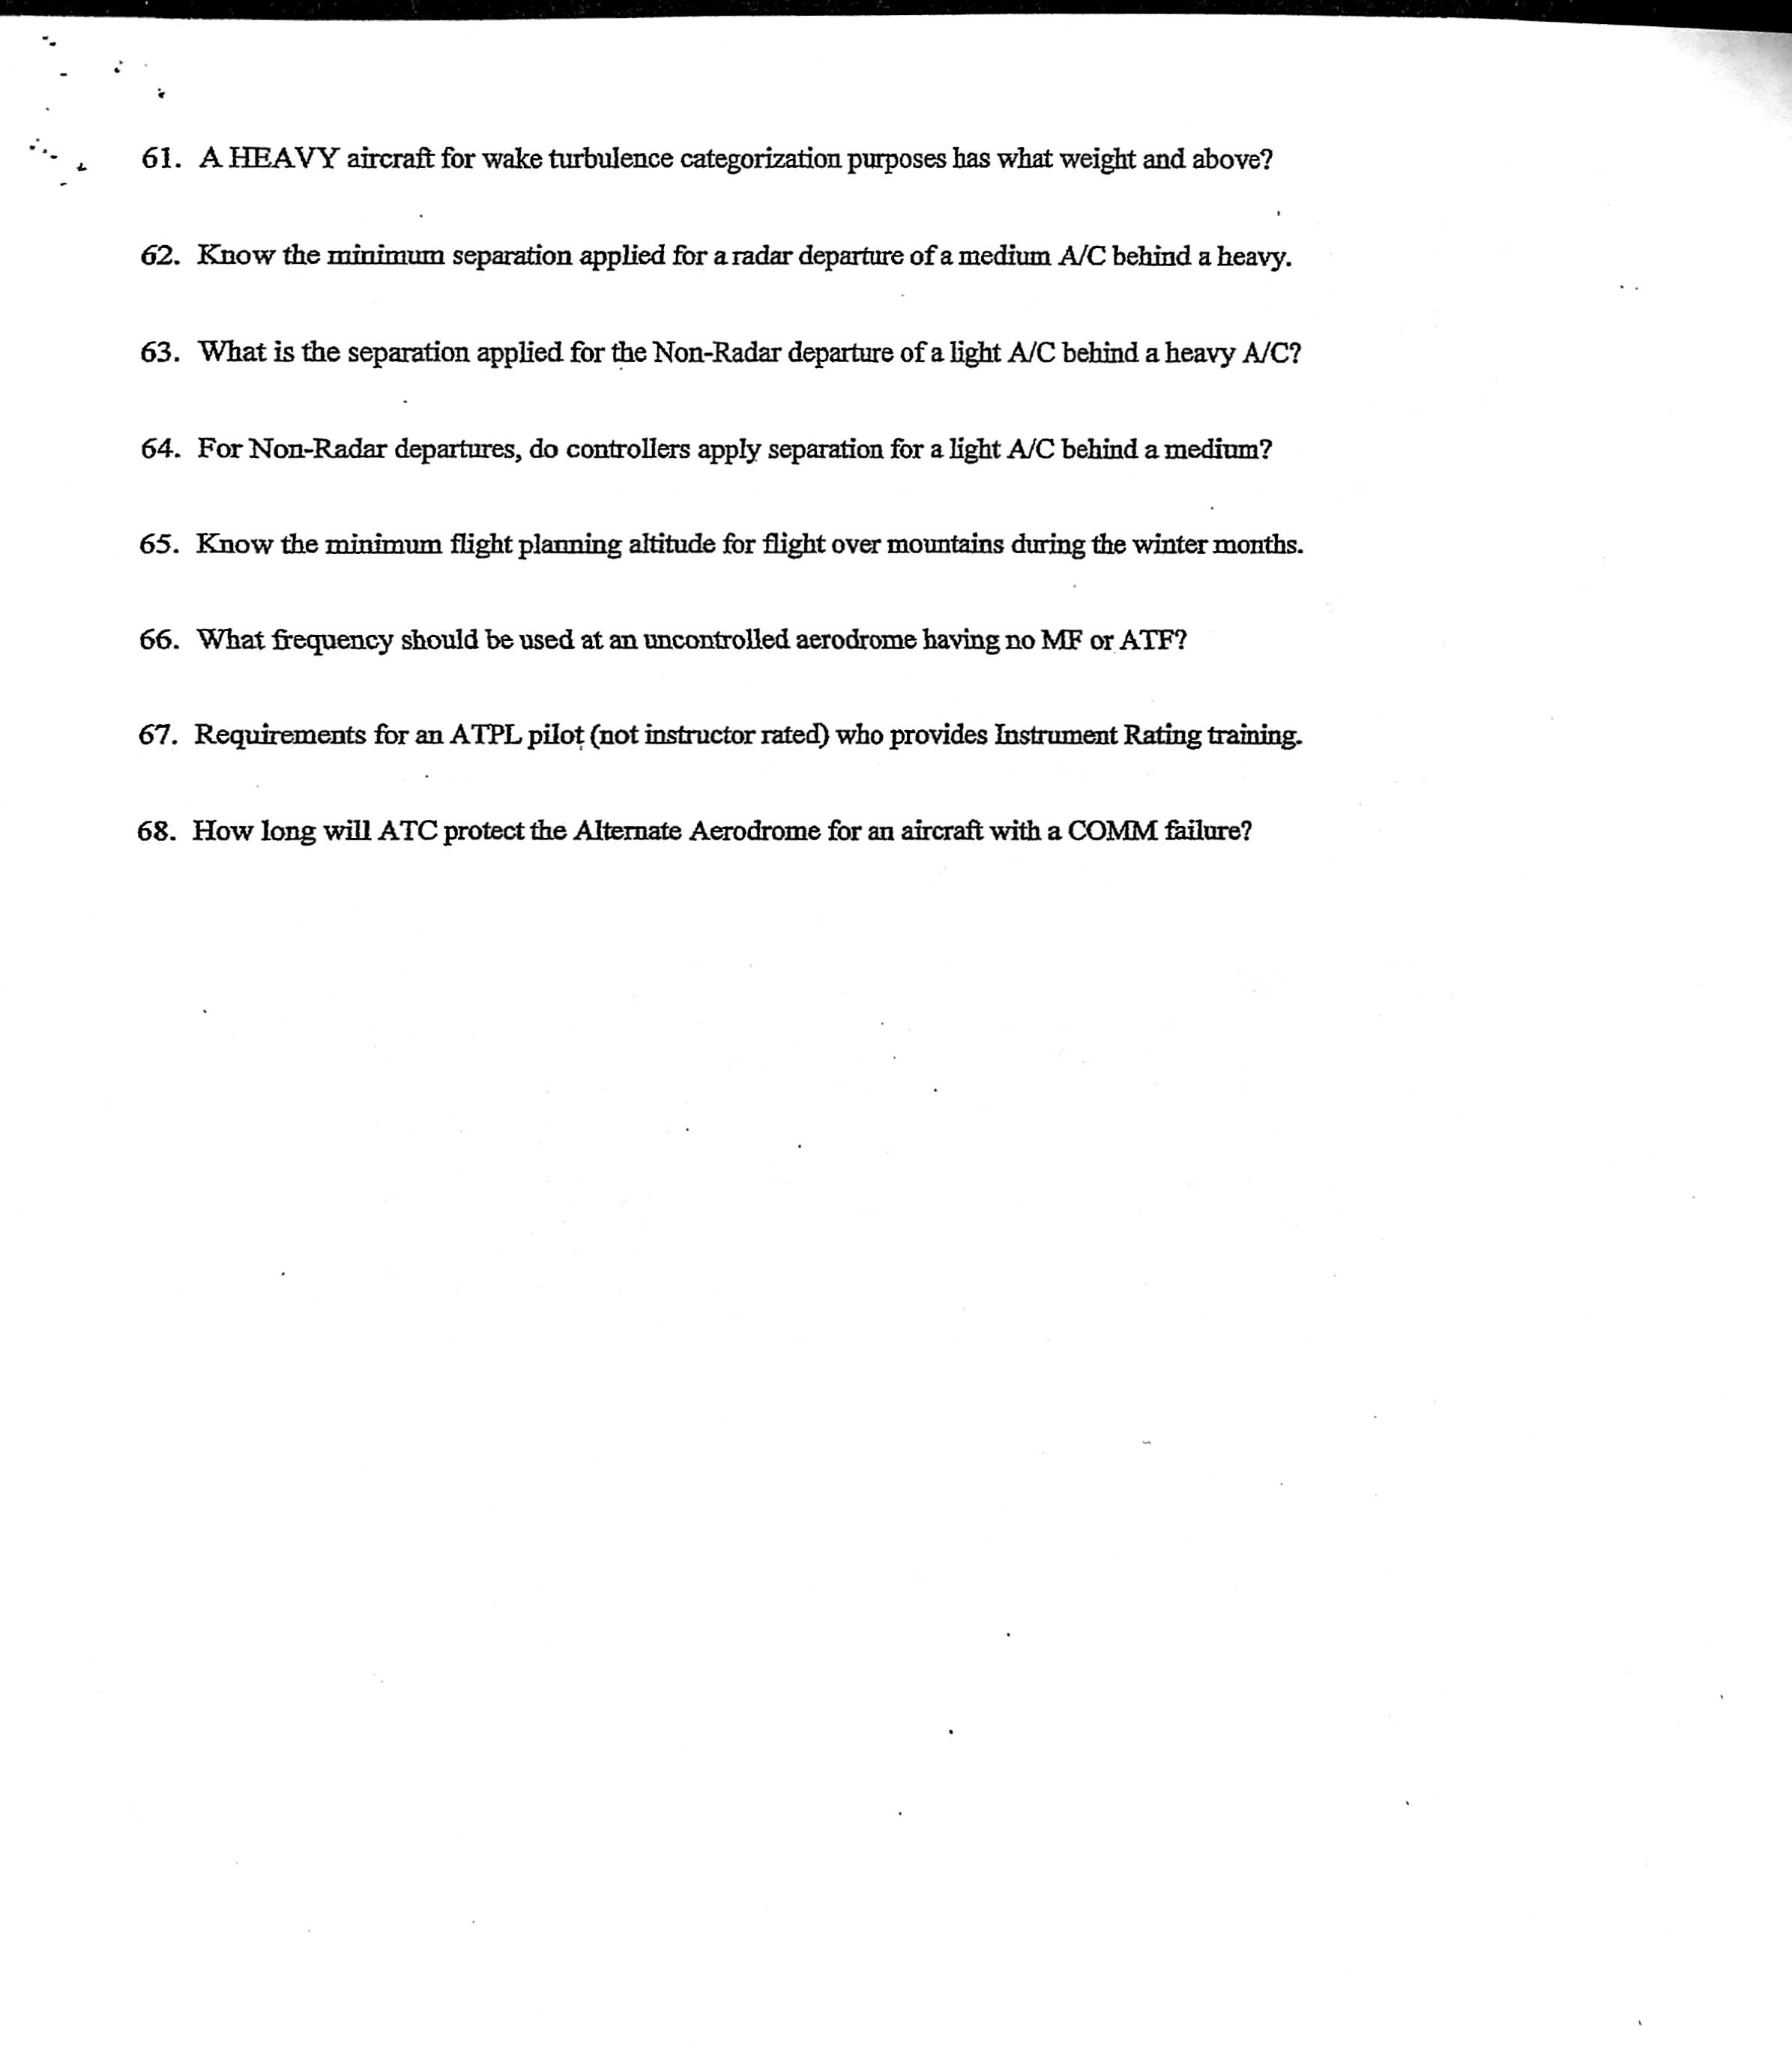 61. A HEAVY aircraft for wake turbulence categorization purposes has what weight and above?
62. Know the minimum separation applied for a radar departure of a medium A/C behind a heavy.
63. What is the separation applied for the Non-Radar departure of a light A/C behind a heavy A/C?
64. For Non-Radar departures, do controllers apply separation for a light A/C behind a medium?
65. Know the minimum flight planning altitude for flight over mountains during the winter months.
66. What frequency should be used at an uncontrolled aerodrome having no MF or ATF?
67. Requirements for an ATPL pilot (not instructor rated) who provides Instrument Rating training.
68. How long will ATC protect the Alternate Aerodrome for an aircraft with a COMM failure?